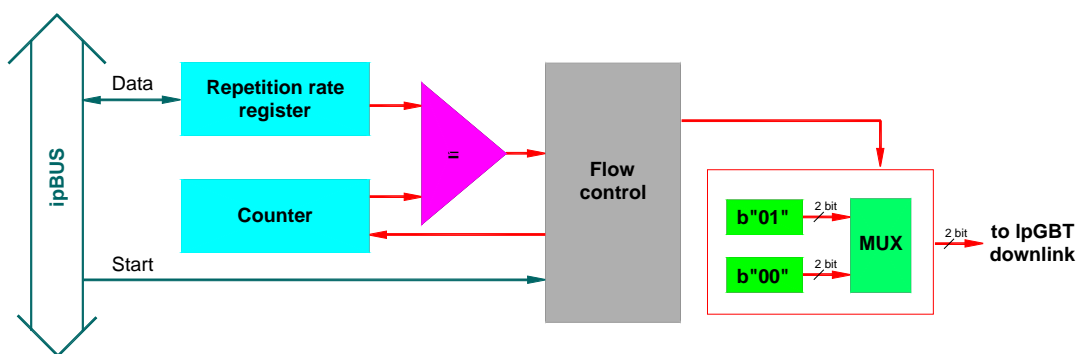 ipBUS
Data
Repetition rate
register
=
Counter
Start
Flow
control
b"01"
2 bit
b"00"
2 bit
MUX
2 bit
to lpGBT
downlink